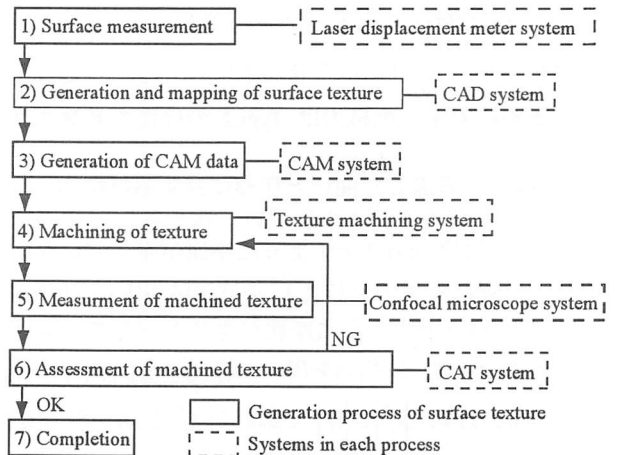 1) Surface measurement
Laser displacement meter system
2) Generation and mapping of surface texture
CAD system
3) Generation of CAM data
CAM system
4) Machining of texture
Texture machining system
5) Measurment of machined texture
Confocal microscope system
NG
6) Assessment of machined texture
CAT system
OK
7) Completion
Generation process of surface texture
Systems in each process